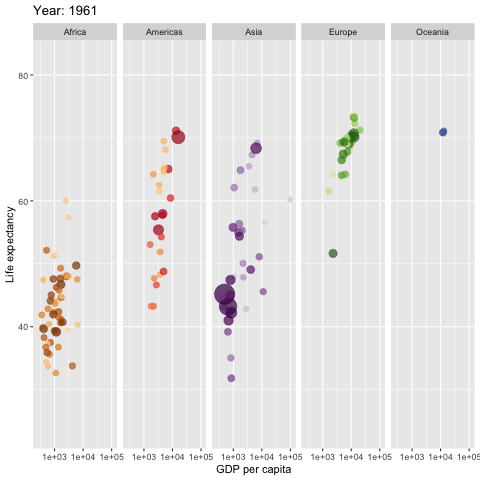 Year: 1961
Africa Americas Asia Europe Oceania
80
60
40
1e+03 1e+04 1e+05 1e+03 1e+04 1e+05 1e+03 1e+04 1e+05 1e+03 1e+04 1e+05 1e+03 1e+04 1e+05
GDP per capita
Life expectancy